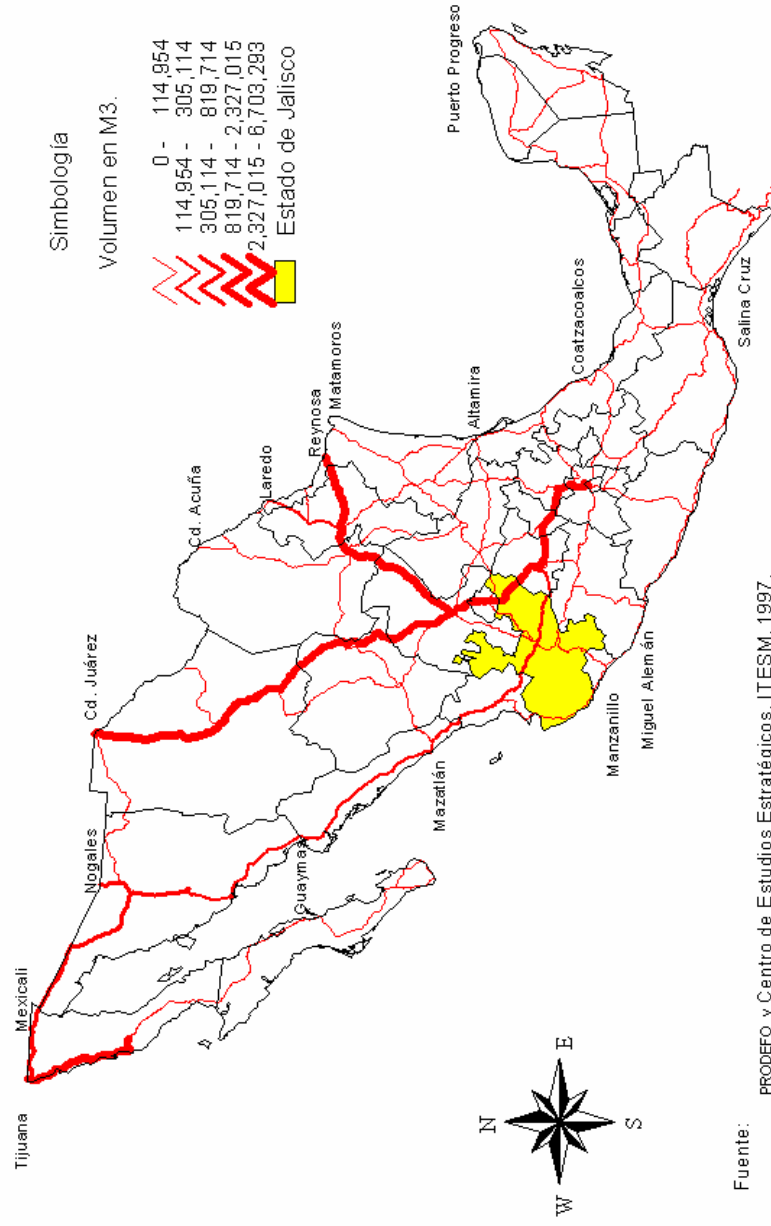 Simbología
Volumen en M3.
0 - 114,954
114,954 - 305,114
305,114 - 819,714
819,714 - 2,327,015
2,327,015 - 6,703,293
Estado de Jalisco
Tijuana
Mexicali
Nogales
Cd. Juárez
Cd. Acuña
Laredo
Reynosa
Matamoros
Guaymas
Mazatlán
Altamira
Puerto Progreso
Coatzacoalcos
Manzanillo
Miguel Alemán
Salina Cruz
N
W
E
S
Fuente:
PRODEFO y Centro de Estudios Estratégicos. ITESM, 1997.